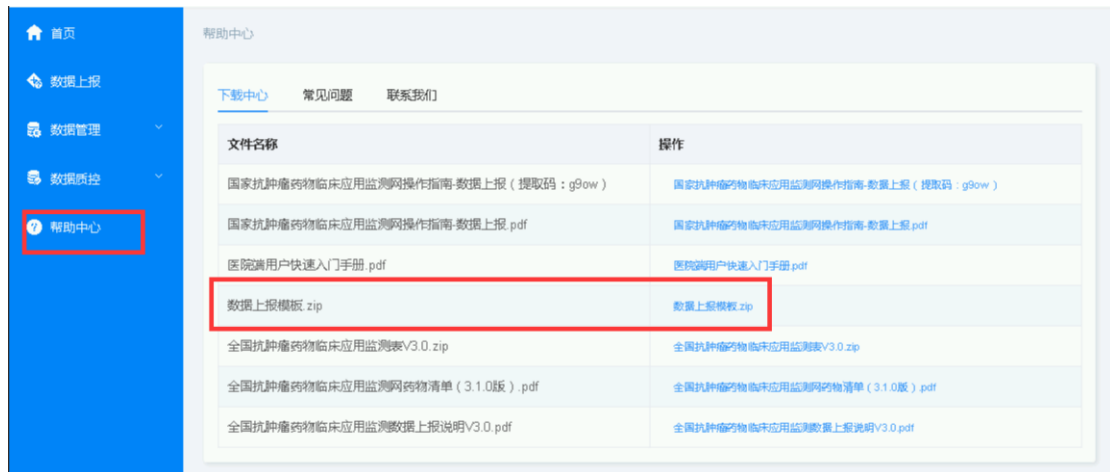 首页
帮助中心
数据上报
下载中心 常见问题 联系我们
数据管理
文件名称 操作
数据质控
国家抗肿瘤药物临床应用监测网操作指南-数据上报（提取码：g9ow） 国家抗肿瘤药物临床应用监测网操作指南-数据上报（提取码：g9ow）
帮助中心
国家抗肿瘤药物临床应用监测网操作指南-数据上报.pdf 国家抗肿瘤药物临床应用监测网操作指南-数据上报.pdf
医院端用户快速入门手册.pdf 医院端用户快速入门手册.pdf
数据上报模板.zip 数据上报模板.zip
全国抗肿瘤药物临床应用监测表V3.0.zip 全国抗肿瘤药物临床应用监测表V3.0.zip
全国抗肿瘤药物临床应用监测网药物清单（3.1.0版）.pdf 全国抗肿瘤药物临床应用监测网药物清单（3.1.0版）.pdf
全国抗肿瘤药物临床应用监测数据上报说明V3.0.pdf 全国抗肿瘤药物临床应用监测数据上报说明V3.0.pdf